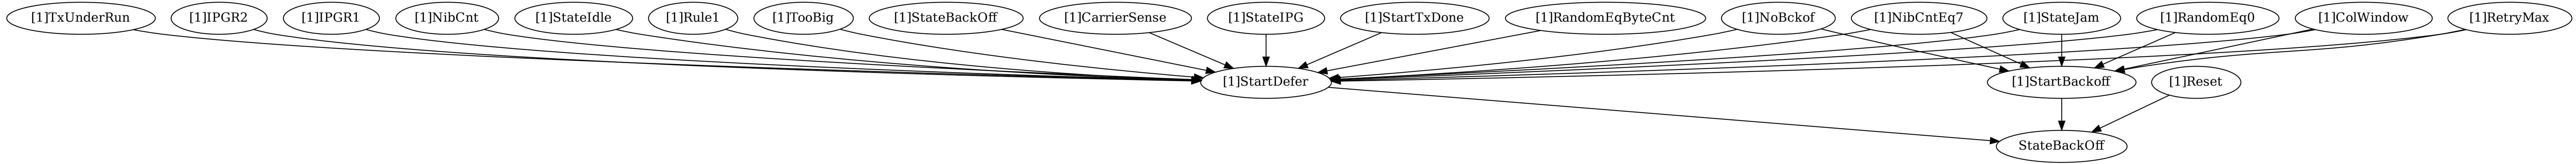 [1]TxUnderRun
[1]IPGR2
[1]IPGR1
[1]NibCnt
[1]StateIdle
[1]Rule1
[1]TooBig
[1]StateBackOff
[1]CarrierSense
[1]StateIPG
[1]StartTxDone
[1]RandomEqByteCnt
[1]NoBckof
[1]NibCntEq7
[1]StateJam
[1]RandomEq0
[1]ColWindow
[1]RetryMax
[1]StartDefer
[1]StartBackoff
[1]Reset
StateBackOff